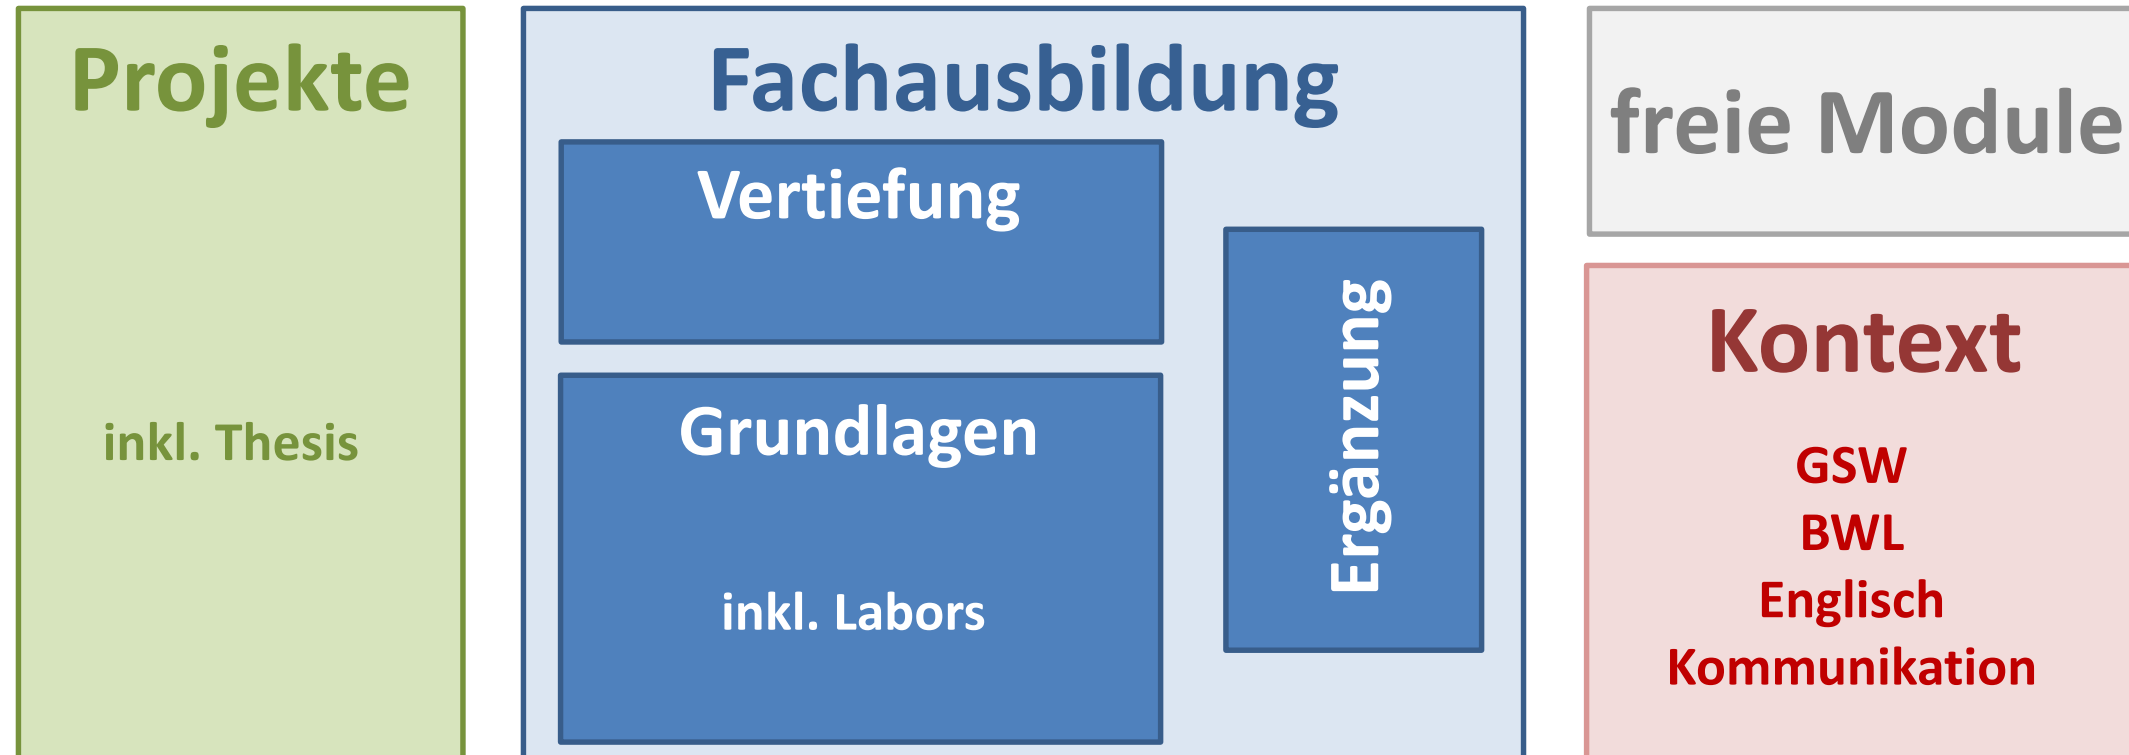 Projekte
inkl. Thesis
Fachausbildung
Vertiefung
Grundlagen
inkl. Labors
Ergänzung
freie Module
Kontext
GSW
BWL
Englisch
Kommunikation